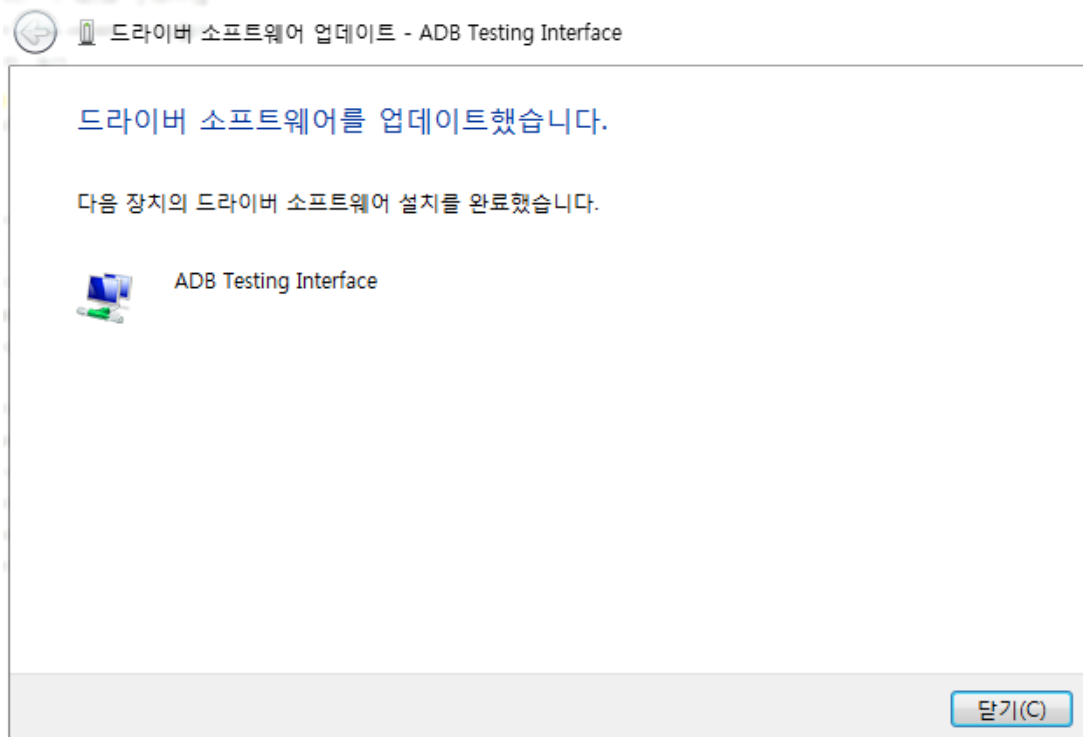 드라이버 소프트웨어 업데이트 - ADB Testing Interface
드라이버 소프트웨어를 업데이트했습니다.
다음 장치의 드라이버 소프트웨어 설치를 완료했습니다.
ADB Testing Interface
닫기(C)